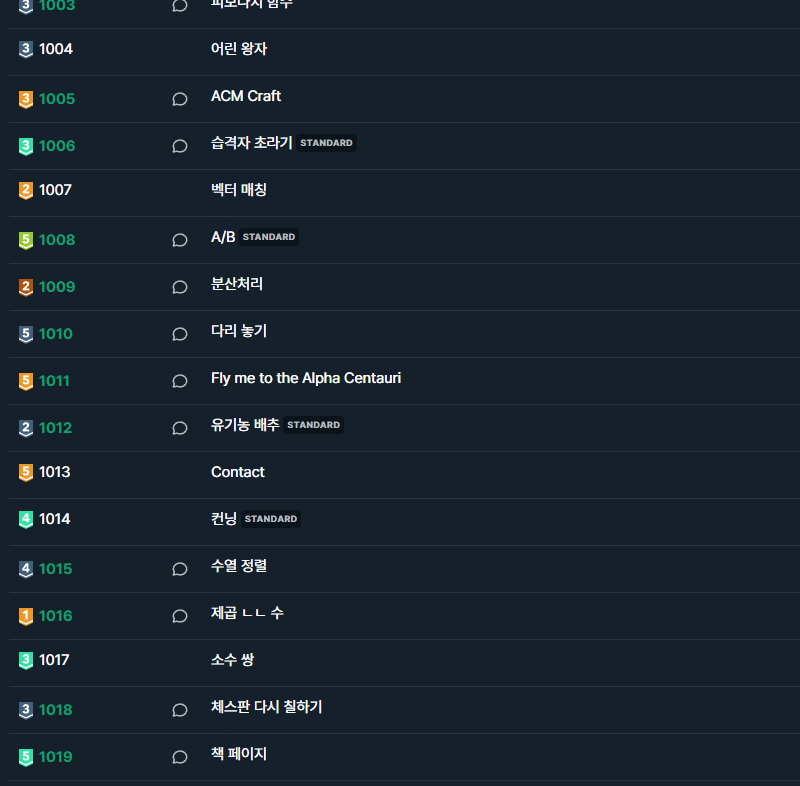 3 1003 피보나치 함수
3 1004 어린 왕자
3 1005 ACM Craft
3 1006 습격자 초라기 STANDARD
2 1007 벡터 매칭
5 1008 A/B STANDARD
2 1009 분산처리
5 1010 다리 놓기
5 1011 Fly me to the Alpha Centauri
2 1012 유기농 배추 STANDARD
5 1013 Contact
4 1014 컨닝 STANDARD
4 1015 수열 정렬
1 1016 제곱 ㄴㄴ 수
3 1017 소수 쌍
3 1018 체스판 다시 칠하기
5 1019 책 페이지